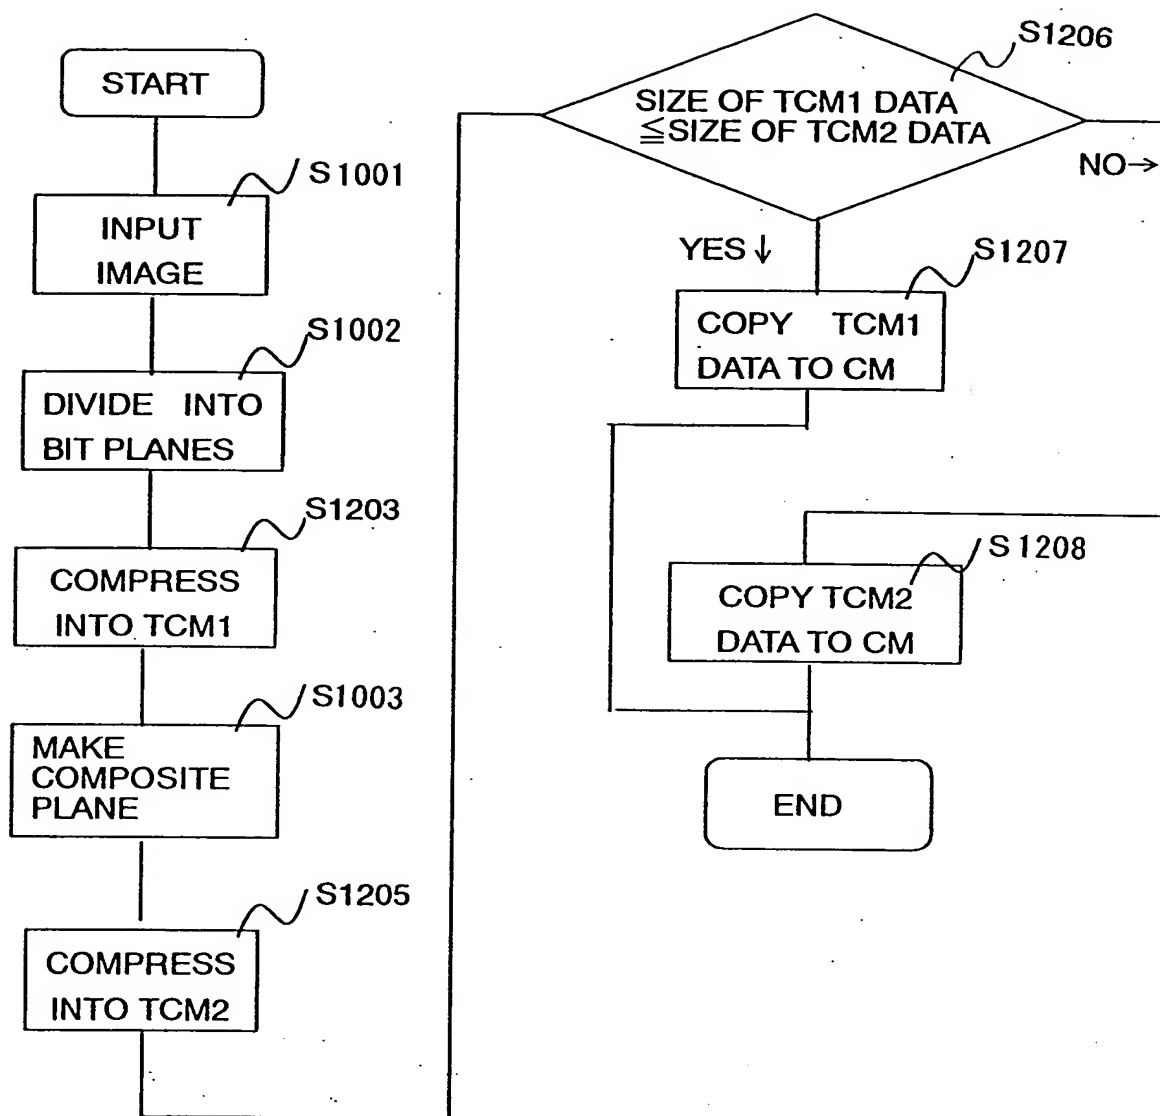 START
S1001
INPUT
IMAGE
S1002
DIVIDE INTO
BIT PLANES
S1203
COMPRESS
INTO TCM1
S1003
MAKE
COMPOSITE
PLANE
S1205
COMPRESS
INTO TCM2
S1206
SIZE OF TCM1 DATA
≦SIZE OF TCM2 DATA
NO→
YES↓
S1207
COPY TCM1
DATA TO CM
S1208
COPY TCM2
DATA TO CM
END